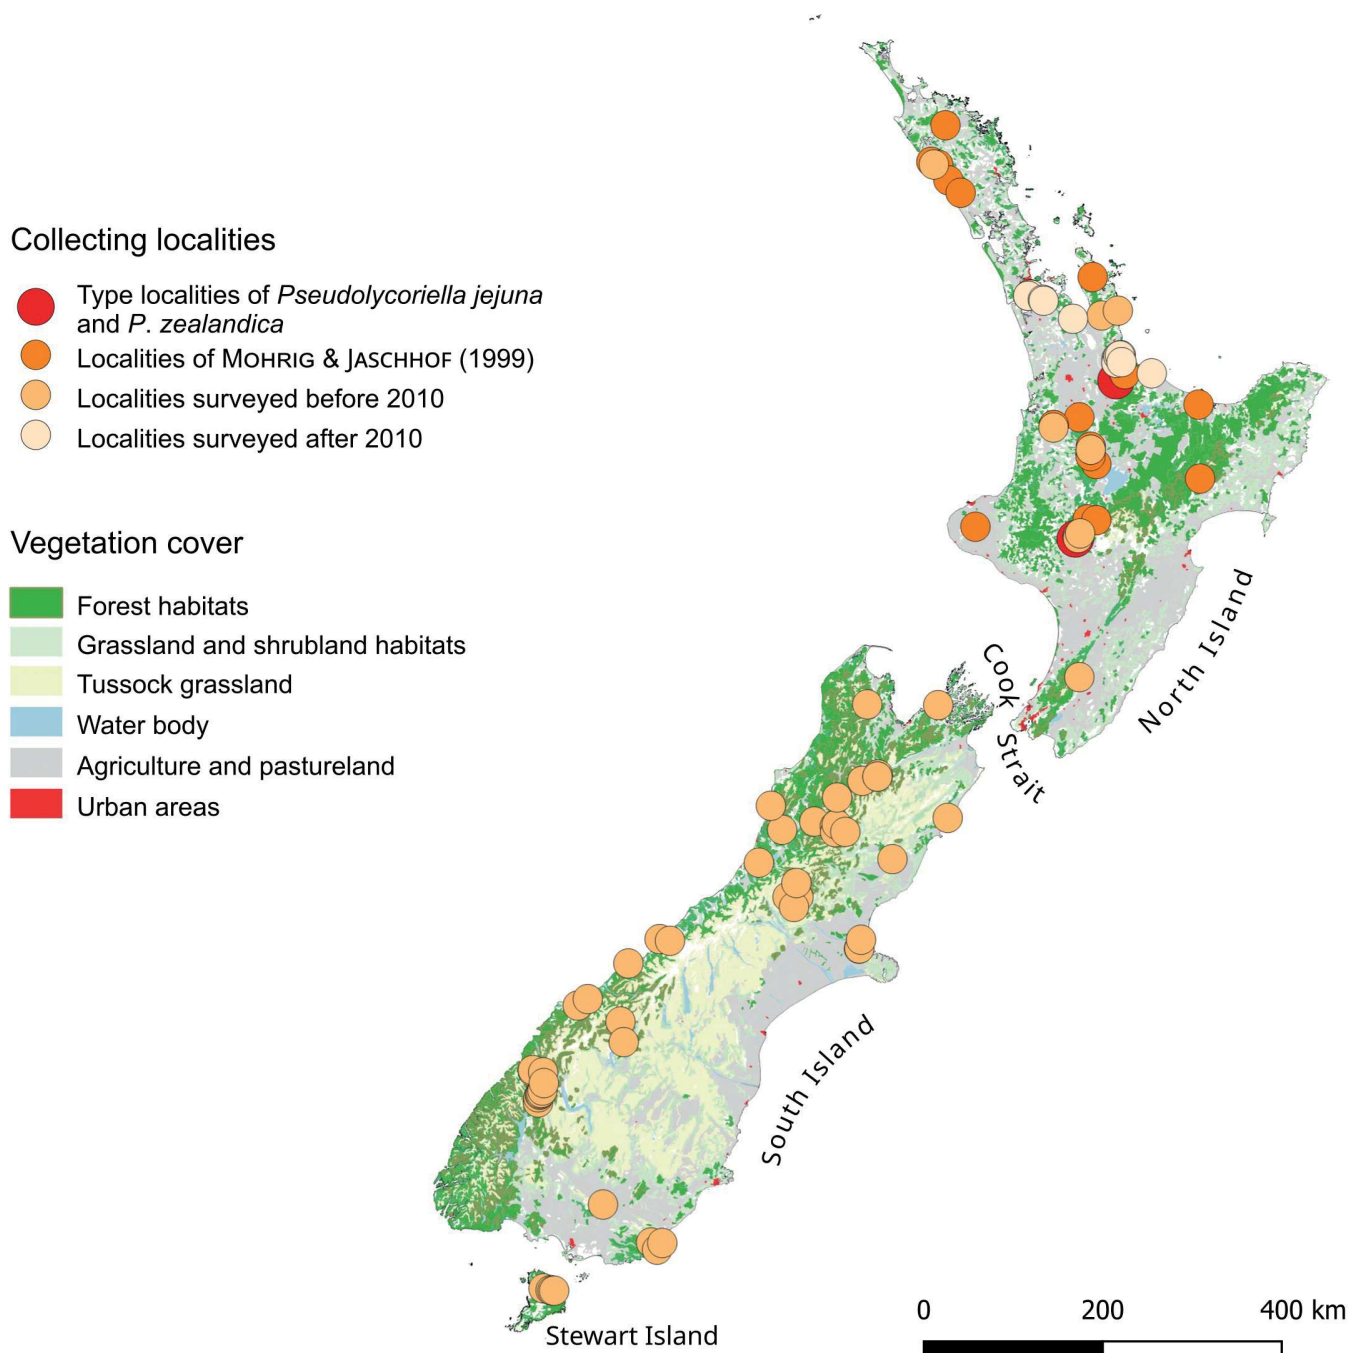 Collecting localities
Type localities of Pseudolycoriella jejuna
and P. zealandica
Localities of MOHRIG & JASCHHOF (1999)
Localities surveyed before 2010
Localities surveyed after 2010
Vegetation cover
Forest habitats
Grassland and shrubland habitats
Tussock grassland
Water body
Agriculture and pastureland
Urban areas
Cook
Strait
North Island
South Island
Stewart Island
0 200 400 km